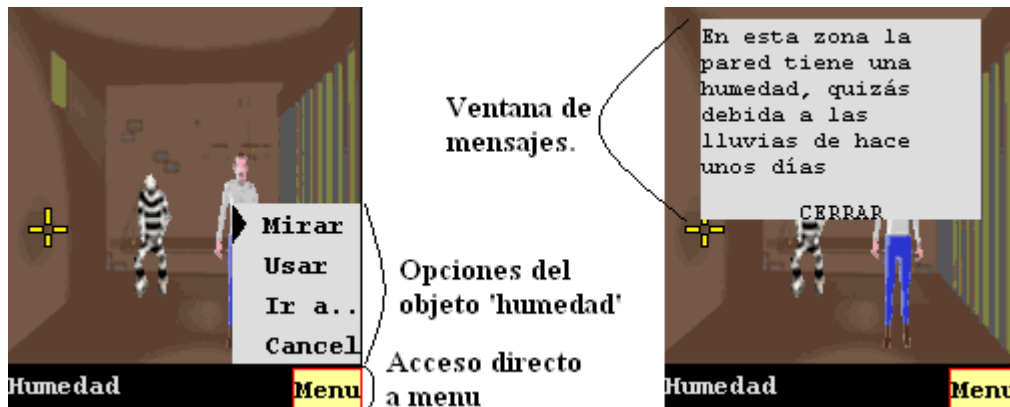 Mirar
Usar
Ir a..
Cancel
Humedad
Menu
Ventana de
mensajes.
Opciones del
objeto 'humedad'
Acceso directo
a menu
En esta zona la
pared tiene una
humedad, quizás
debida a las
lluvias de hace
unos días
CERRAR
Humedad
Menu